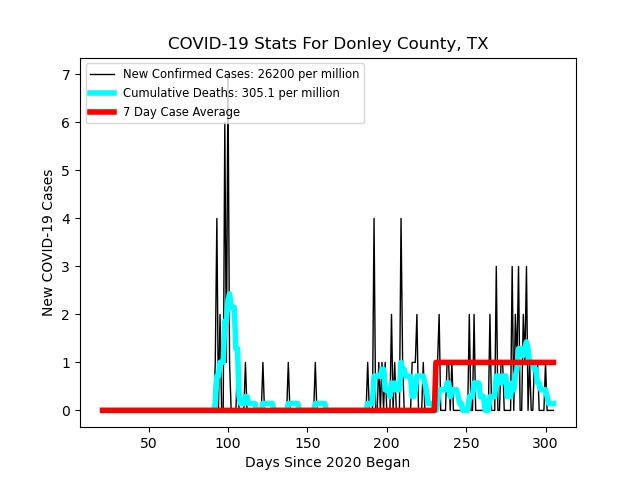 COVID-19 Stats For Donley County, TX
New Confirmed Cases: 26200 per million
Cumulative Deaths: 305.1 per million
7 Day Case Average
New COVID-19 Cases
7
6
5
4
3
2
1
0
50 100 150 200 250 300
Days Since 2020 Began